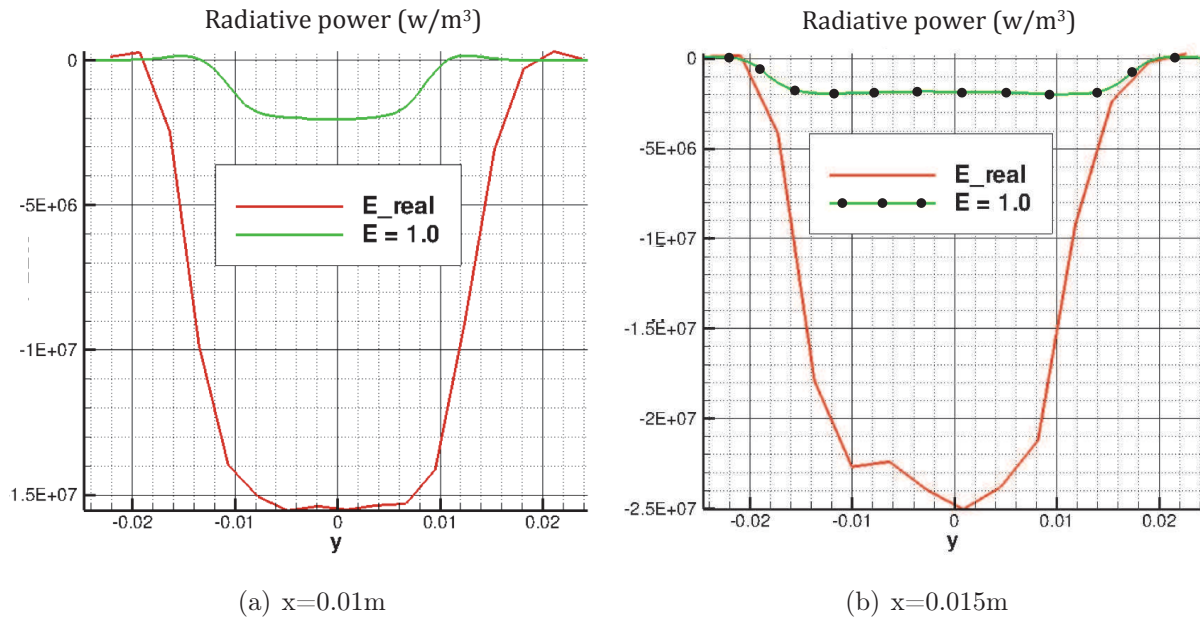 Radiative power (w/m³)
0
-5E+06
-1E+07
1.5E+07
E_real
E = 1.0
-0.02 -0.01 0 0.01 0.02
y
(a) x=0.01m
Radiative power (w/m³)
0
-5E+06
-1E+07
-1.5E+07
-2E+07
-2.5E+07
E_real
E = 1.0
-0.02 -0.01 0 0.01 0.02
y
(b) x=0.015m